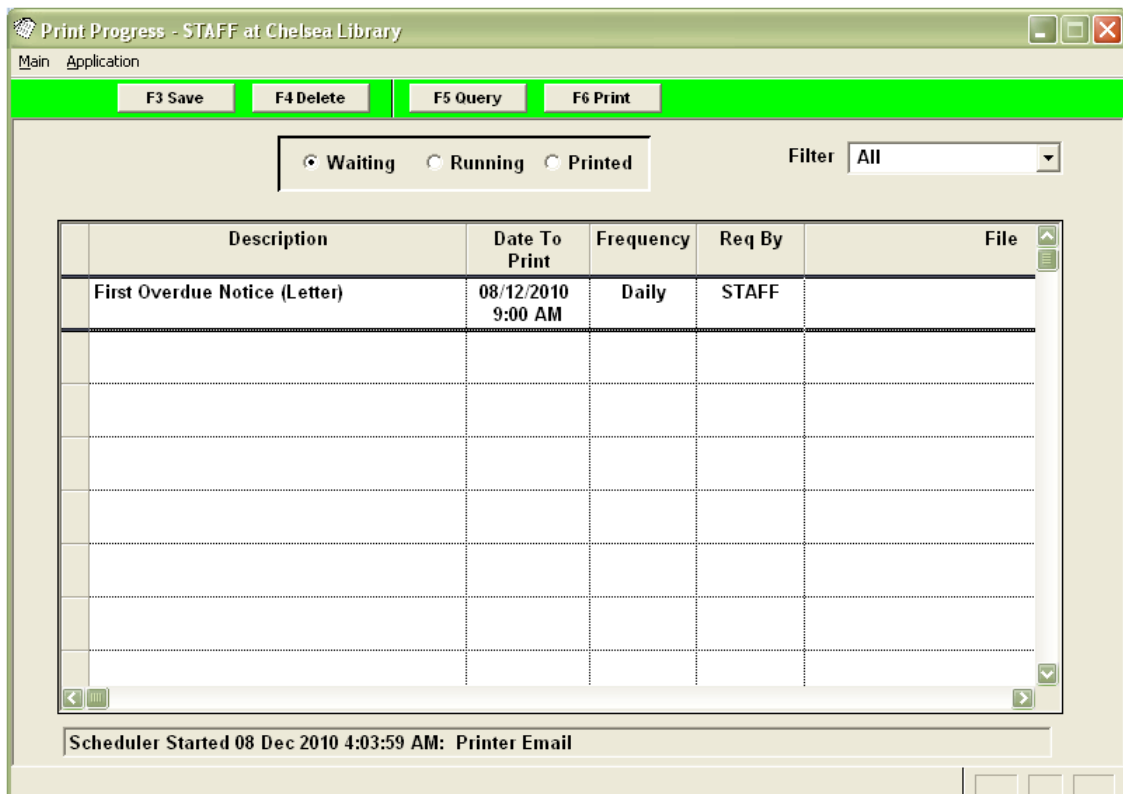 Print Progress - STAFF at Chelsea Library
Main Application
F3 Save F4 Delete F5 Query F6 Print
Waiting Running Printed Filter All
Description Date To Print Frequency Req By File
First Overdue Notice (Letter) 08/12/2010 9:00 AM Daily STAFF
Scheduler Started 08 Dec 2010 4:03:59 AM: Printer Email